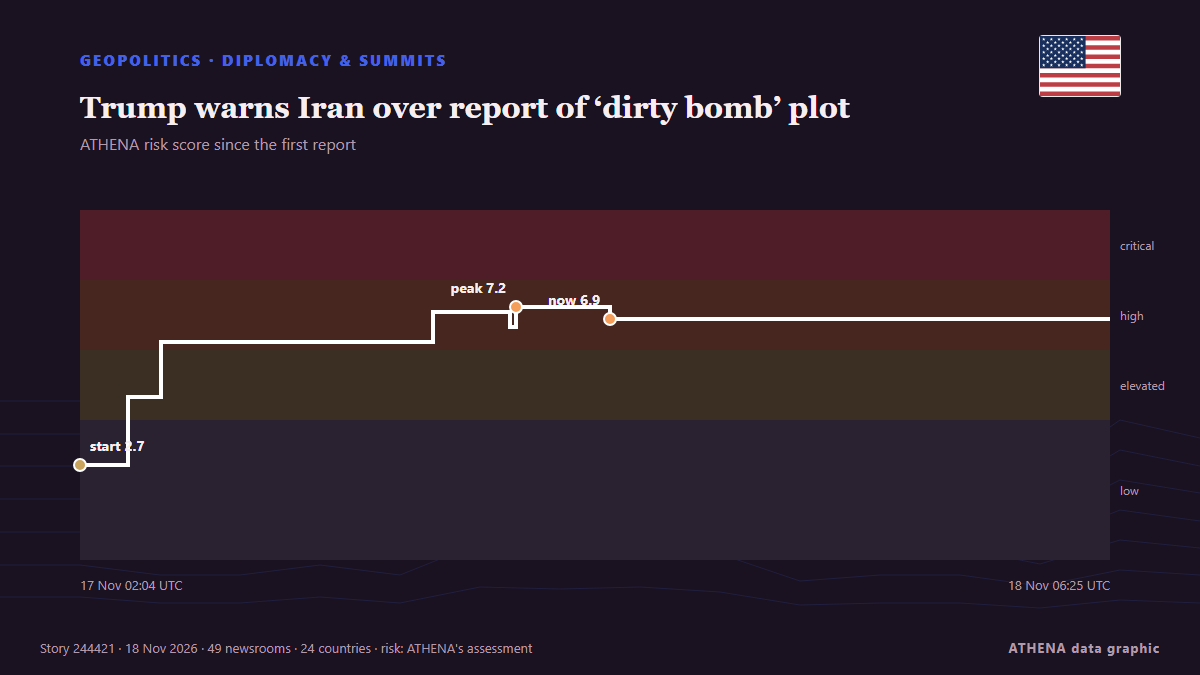 GEOPOLITICS · DIPLOMACY & SUMMITS
Trump warns Iran over report of ‘dirty bomb’ plot
ATHENA risk score since the first report
critical
peak 7.2
now 6.9
high
elevated
start 2.7
low
17 Nov 02:04 UTC
18 Nov 06:25 UTC
Story 244421 · 18 Nov 2026 · 49 newsrooms · 24 countries · risk: ATHENA's assessment
ATHENA data graphic